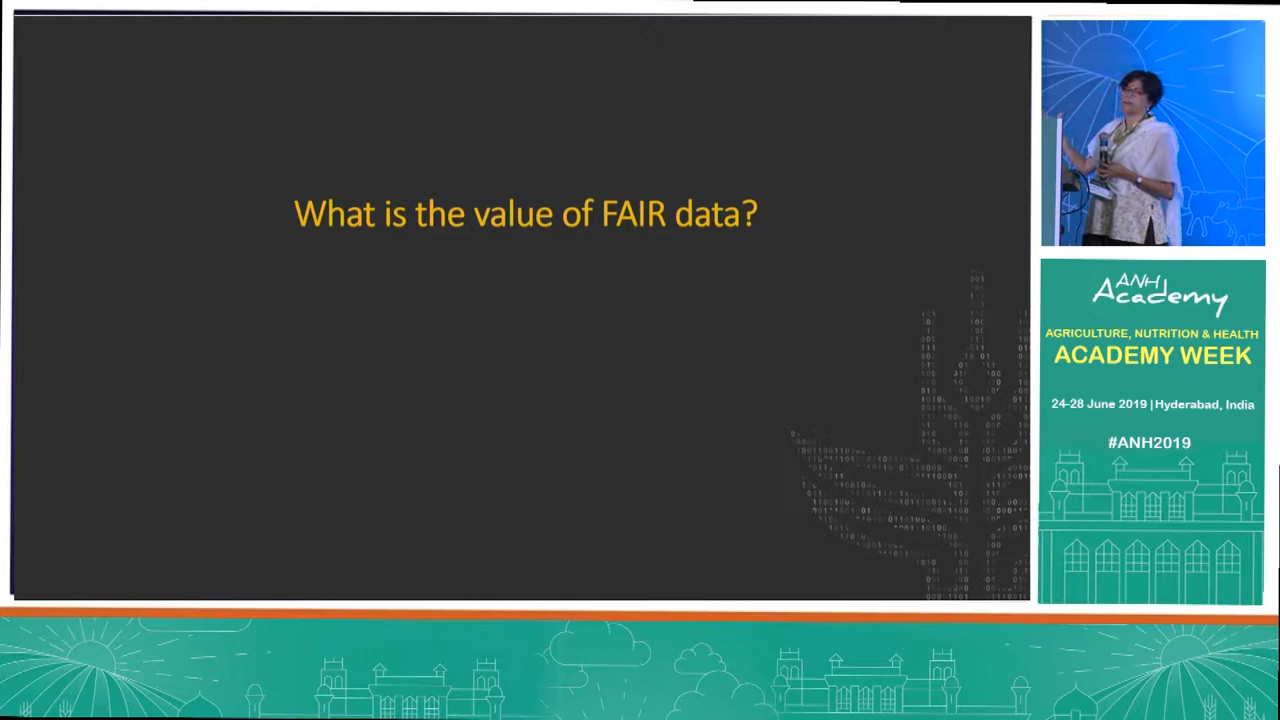 What is the value of FAIR data?
ANH
Academy
AGRICULTURE, NUTRITION & HEALTH
ACADEMY WEEK
24-28 June 2019 | Hyderabad, India
#ANH2019